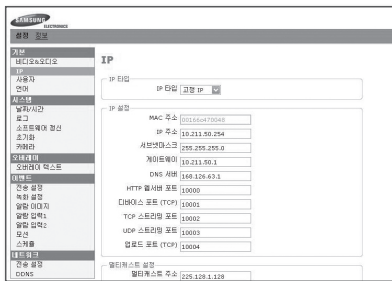 SAMSUNG
ELECTRONICS
설정 정보
기본
비디오&오디오
IP
사용자
언어
시스템
날짜/시간
로그
소프트웨어 갱신
초기화
카메라
오버레이
오버레이 텍스트
이벤트
전송 설정
녹화 설정
알람 이미지
알람 입력1
알람 입력2
모션
스케쥴
네트워크
전송 설정
DDNS
IP
IP 타입
IP 타입 고정 IP
IP 설정
MAC 주소 00166c470048
IP 주소 10.211.50.254
서브넷마스크 255.255.255.0
게이트웨이 10.211.50.1
DNS 서버 168.126.63.1
HTTP 웹서버 포트 10000
디바이스 포트 (TCP) 10001
TCP 스트리밍 포트 10002
UDP 스트리밍 포트 10003
업로드 포트 (TCP) 10004
멀티캐스트 설정
멀티캐스트 주소 225.128.1.128